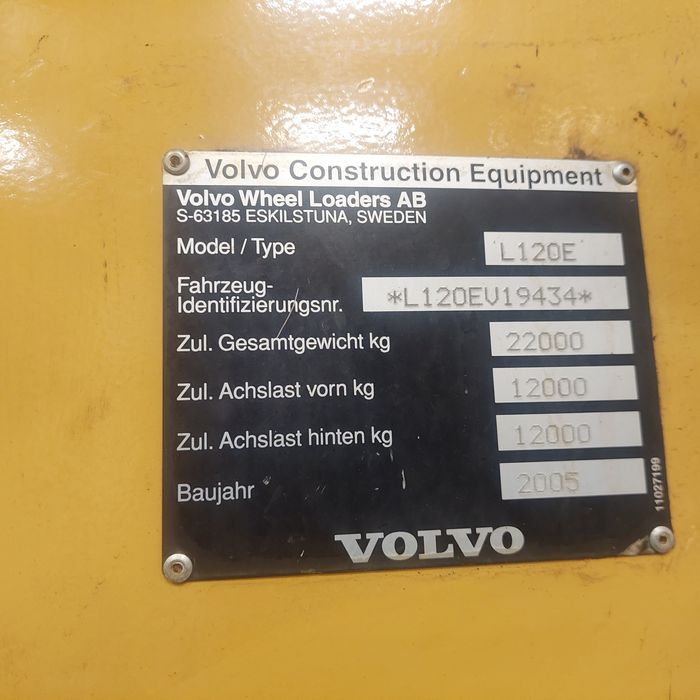 Volvo Construction Equipment
Volvo Wheel Loaders AB
S-63185 ESKILSTUNA, SWEDEN
Model / Type L120E
Fahrzeug-
Identifizierungsnr. *L120EV19434*
Zul. Gesamtgewicht kg 22000
Zul. Achslast vorn kg 12000
Zul. Achslast hinten kg 12000
Baujahr 2005
11027199
VOLVO